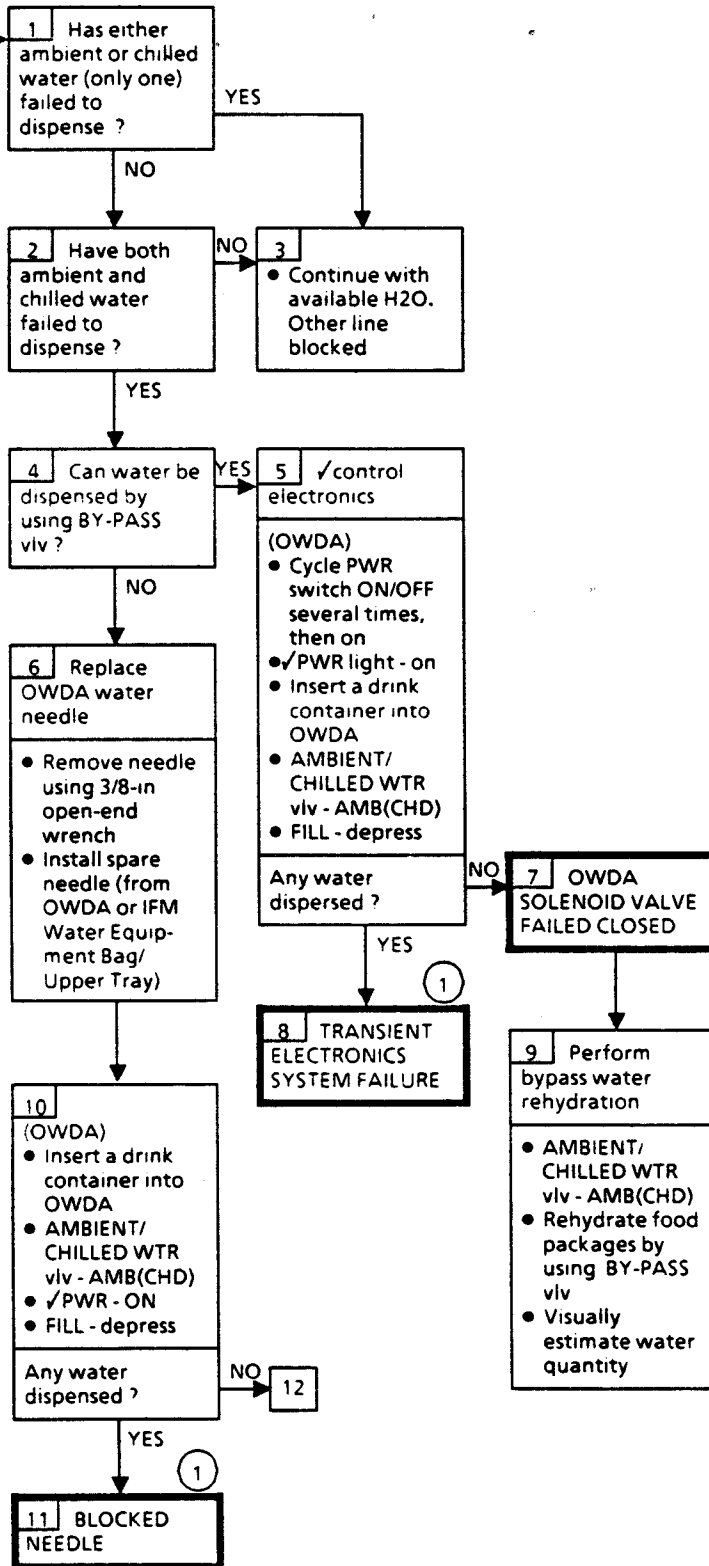 1 Has either
ambient or chilled
water (only one)
failed to
dispense ?
YES
NO
2 Have both
ambient and
chilled water
failed to
dispense ?
NO
3
● Continue with
available H2O.
Other line
blocked
YES
4 Can water be
dispensed by
using BY-PASS
vlv ?
YES
5 ✓control
electronics
(OWDA)
● Cycle PWR
switch ON/OFF
several times,
then on
●✓PWR light - on
● Insert a drink
container into
OWDA
● AMBIENT/
CHILLED WTR
vlv - AMB(CHD)
● FILL - depress
Any water
dispersed ?
NO
7 OWDA
SOLENOID VALVE
FAILED CLOSED
YES
1
8 TRANSIENT
ELECTRONICS
SYSTEM FAILURE
9 Perform
bypass water
rehydration
● AMBIENT/
CHILLED WTR
vlv - AMB(CHD)
● Rehydrate food
packages by
using BY-PASS
vlv
● Visually
estimate water
quantity
NO
6 Replace
OWDA water
needle
● Remove needle
using 3/8-in
open-end
wrench
● Install spare
needle (from
OWDA or IFM
Water Equip-
ment Bag/
Upper Tray)
10
(OWDA)
● Insert a drink
container into
OWDA
● AMBIENT/
CHILLED WTR
vlv - AMB(CHD)
● ✓PWR - ON
● FILL - depress
Any water
dispensed ?
NO
12
YES
1
11 BLOCKED
NEEDLE